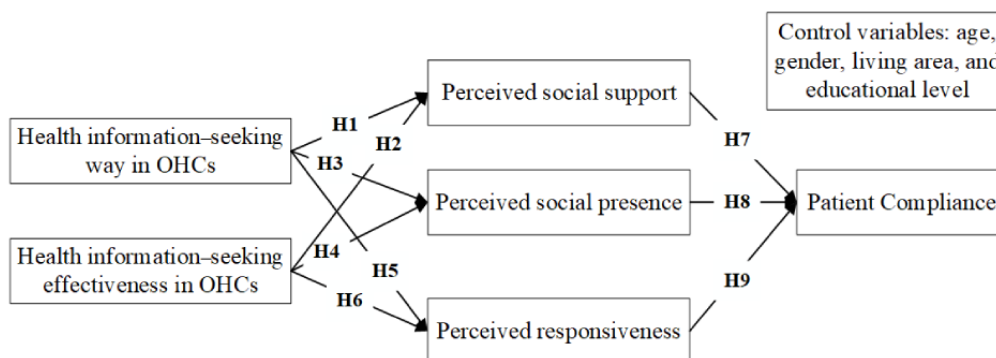 Control variables: age,
gender, living area, and
educational level
Perceived social support
H1
H2
H7
Health information–seeking
way in OHCs
H3
Perceived social presence
H8
Patient Compliance
H4
Health information–seeking
effectiveness in OHCs
H5
H6
H9
Perceived responsiveness